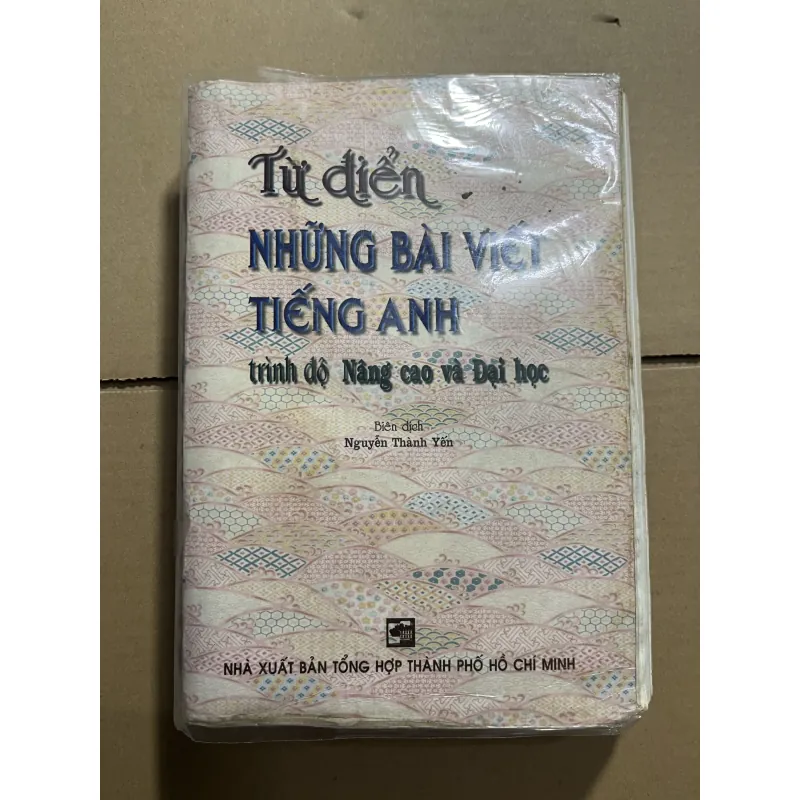 Từ điển
NHỮNG BÀI VIẾT
TIẾNG ANH
trình độ Nâng cao và Đại học
Biên dịch
Nguyễn Thành Yến
NHÀ XUẤT BẢN TỔNG HỢP THÀNH PHỐ HỒ CHÍ MINH